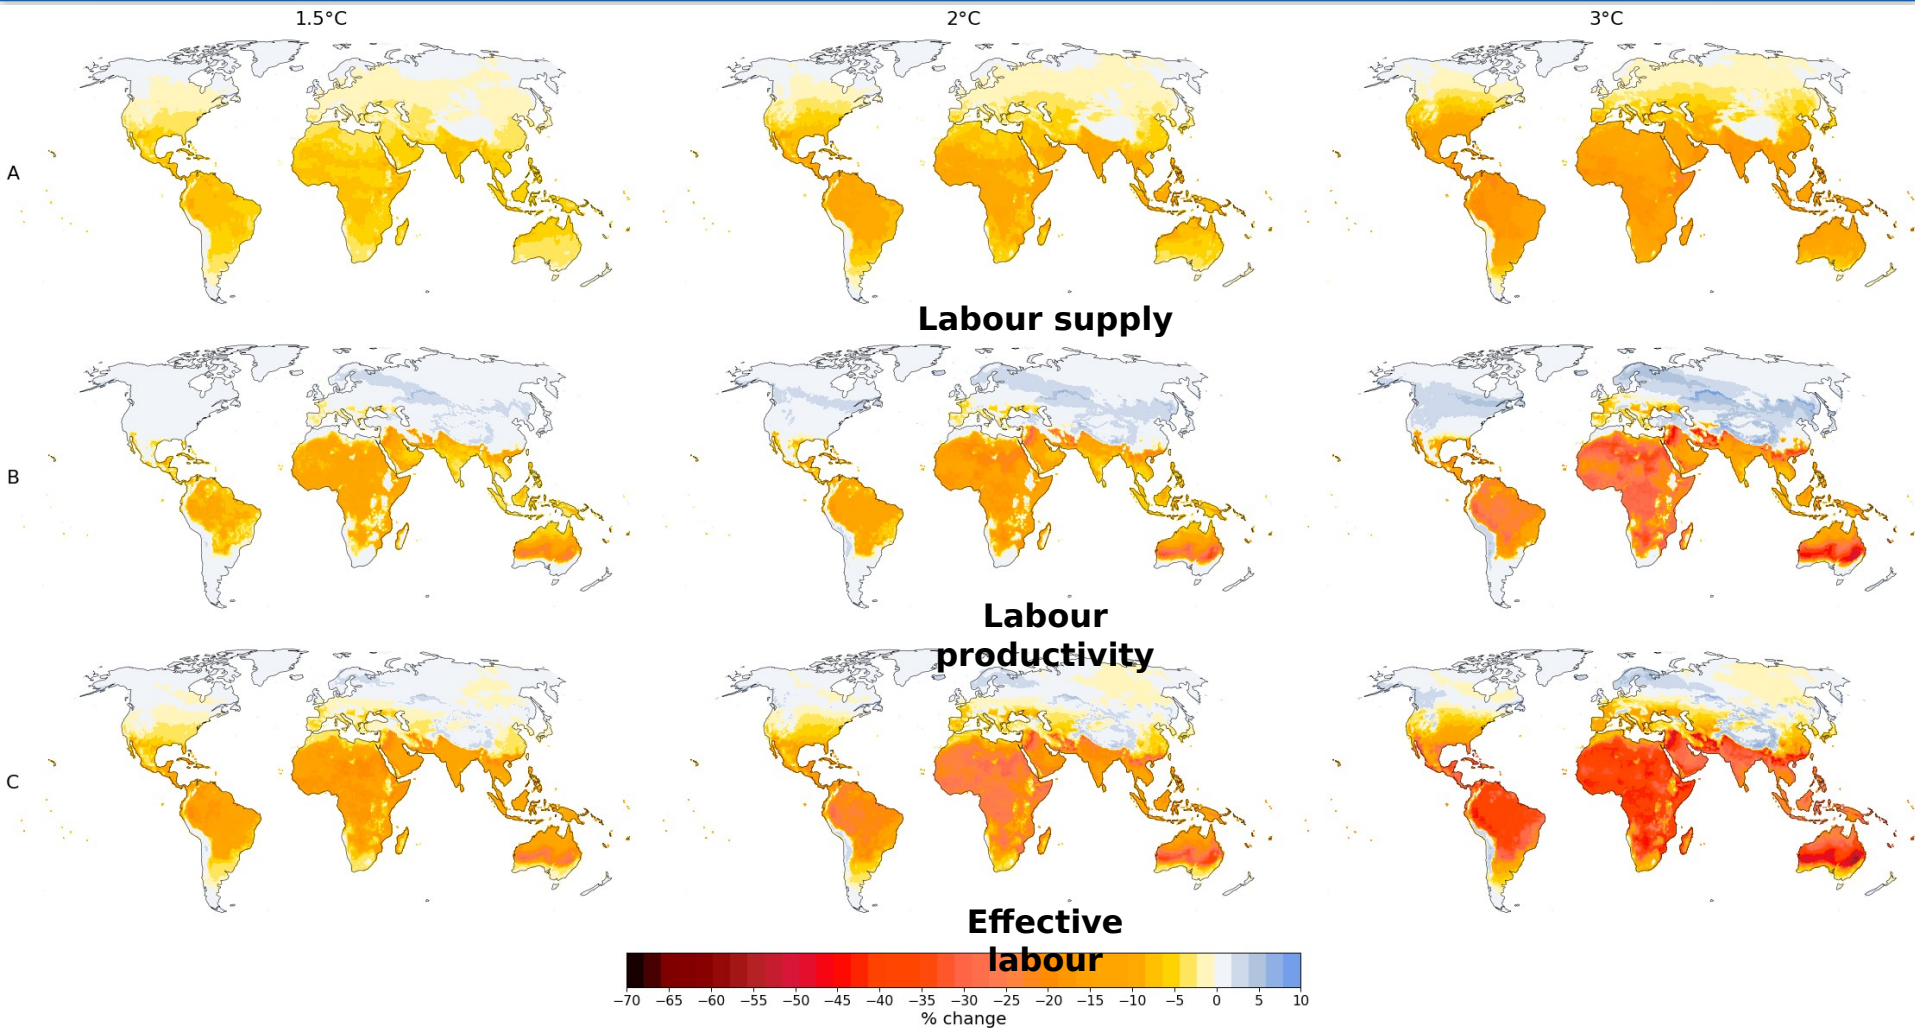 1.5°C 2°C 3°C
A
Labour supply
B
Labour
productivity
C
Effective
labour
−70 −65 −60 −55 −50 −45 −40 −35 −30 −25 −20 −15 −10 −5 0 5 10
% change